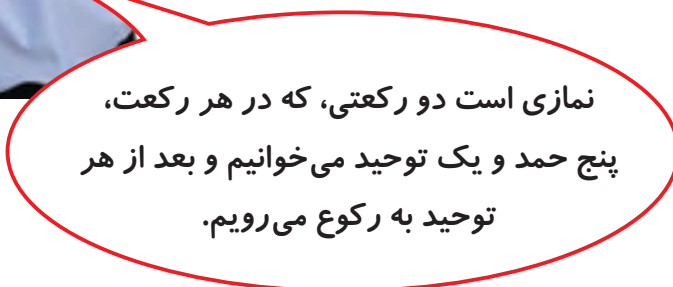 نمازی است دو رکعتی، که در هر رکعت،
پنج حمد و یک توحید می‌خوانیم و بعد از هر
توحید به رکوع می‌رویم.